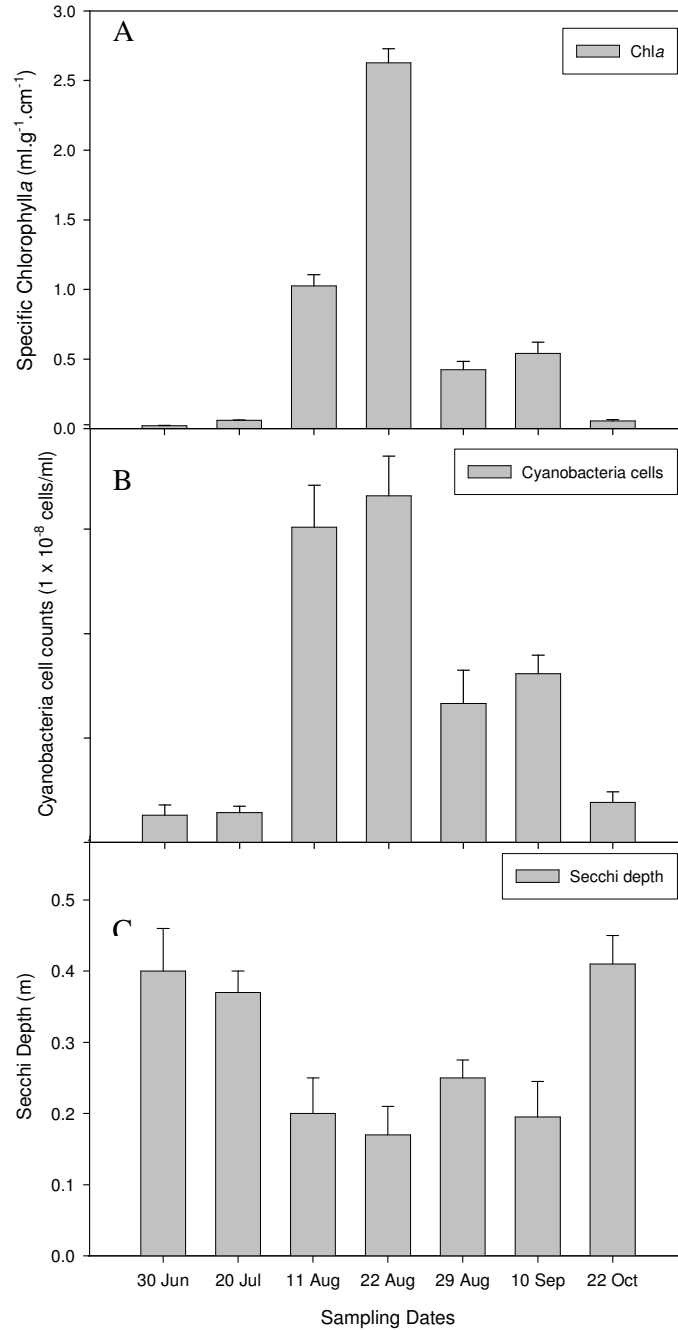 A
Chla
Specific Chlorophylla (ml.g⁻¹.cm⁻¹)
3.0
2.5
2.0
1.5
1.0
0.5
0.0
B
Cyanobacteria cells
Cyanobacteria cell counts (1 x 10⁻⁸ cells/ml)
C
Secchi depth
Secchi Depth (m)
0.5
0.4
0.3
0.2
0.1
0.0
30 Jun 20 Jul 11 Aug 22 Aug 29 Aug 10 Sep 22 Oct
Sampling Dates